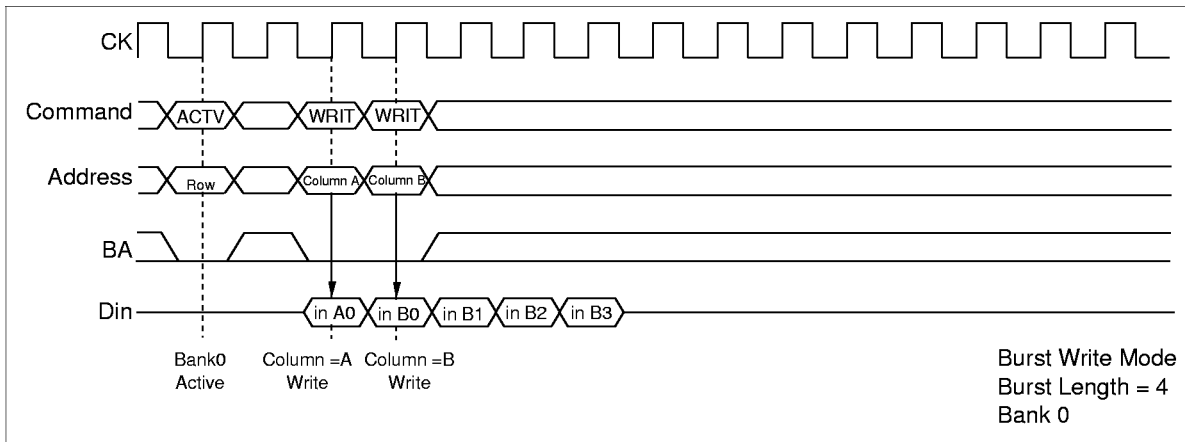 CK
Command ACTV WRIT WRIT
Address Row Column A Column B
BA
Din in A0 in B0 in B1 in B2 in B3
Bank0 Column =A Column =B
Active Write Write
Burst Write Mode
Burst Length = 4
Bank 0